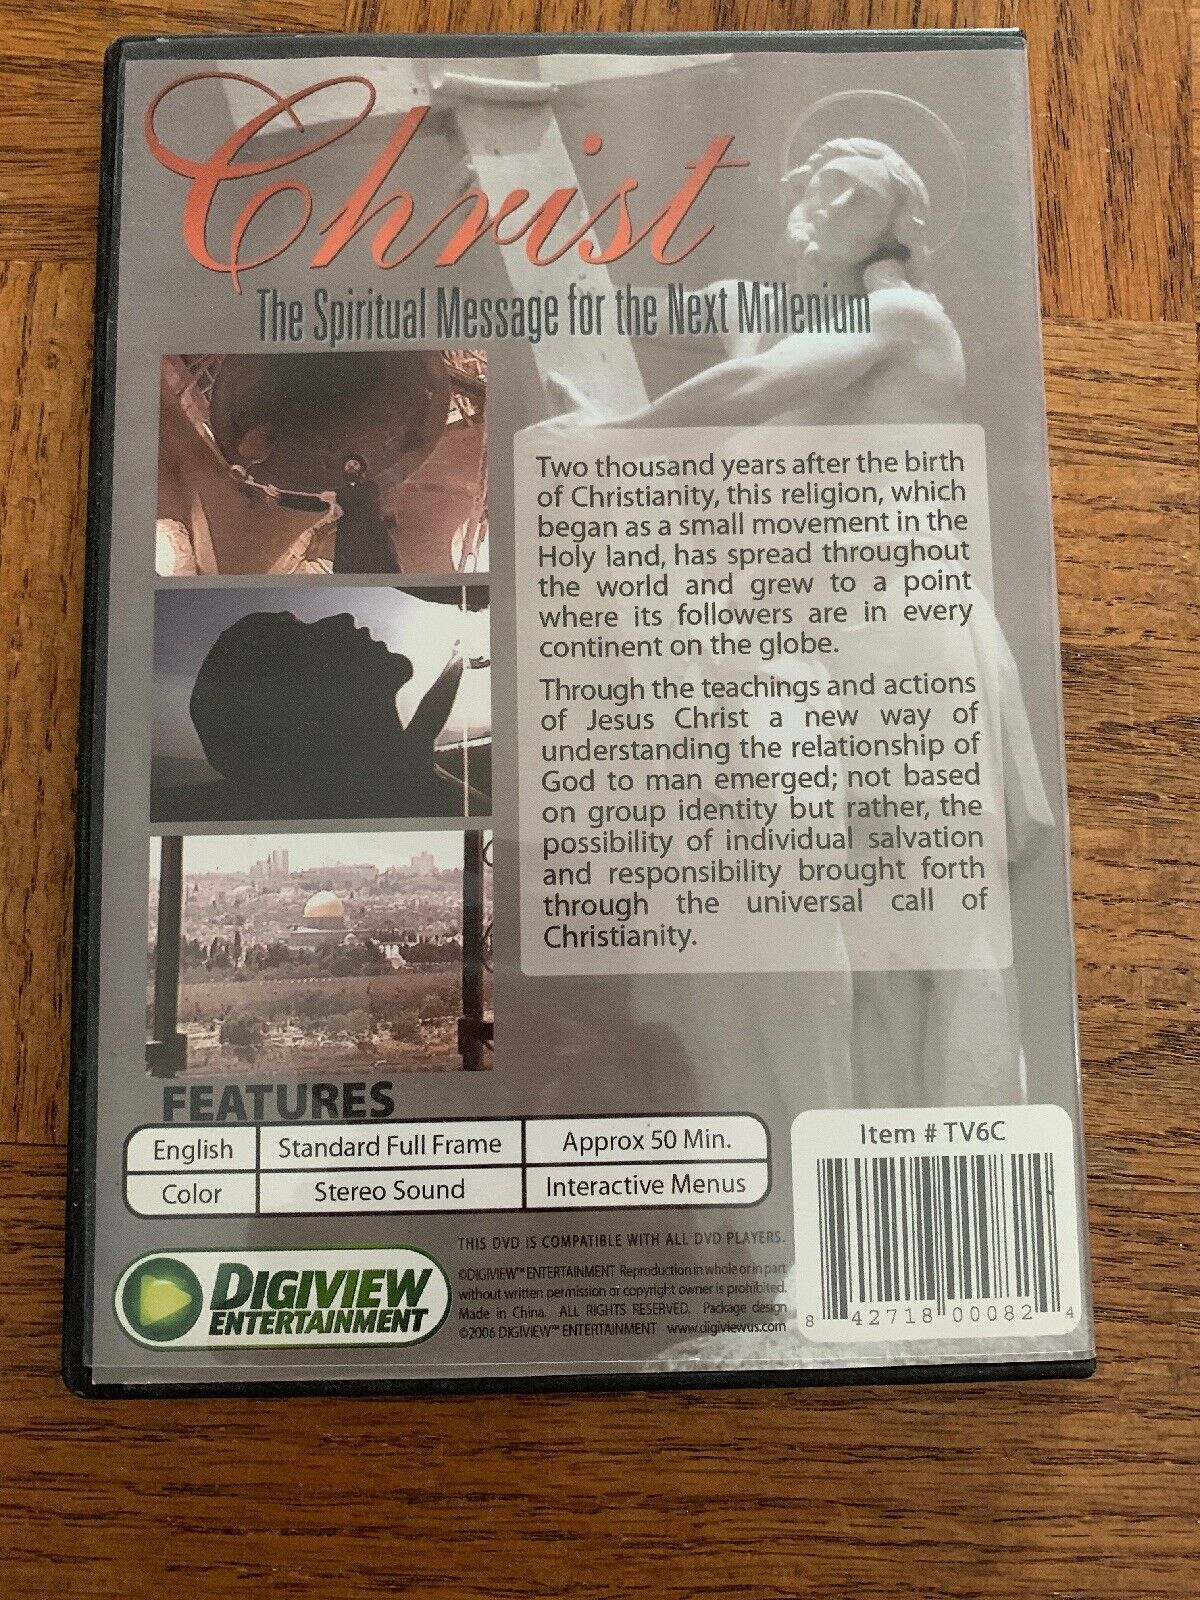 Christ
The Spiritual Message for the Next Millenium
Two thousand years after the birth
of Christianity, this religion, which
began as a small movement in the
Holy land, has spread throughout
the world and grew to a point
where its followers are in every
continent on the globe.
Through the teachings and actions
of Jesus Christ a new way of
understanding the relationship of
God to man emerged; not based
on group identity but rather, the
possibility of individual salvation
and responsibility brought forth
through the universal call of
Christianity.
FEATURES
English
Standard Full Frame
Approx 50 Min.
Color
Stereo Sound
Interactive Menus
Item # TV6C
8 42718 00082 4
DIGIVIEW
ENTERTAINMENT
THIS DVD IS COMPATIBLE WITH ALL DVD PLAYERS.
©DIGIVIEW™ ENTERTAINMENT Reproduction in whole or in part
without written permission or copyright owner is prohibited.
Made in China. ALL RIGHTS RESERVED. Package design
©2006 DIGIVIEW™ ENTERTAINMENT www.digiviewus.com